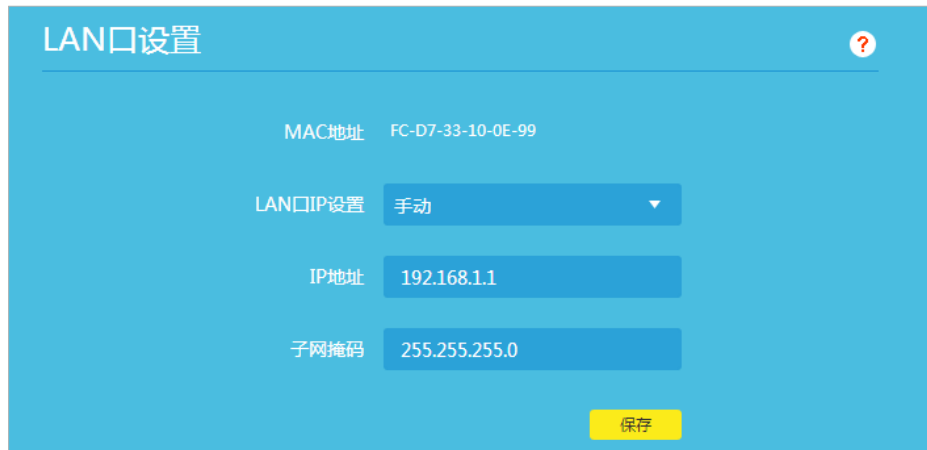 LAN口设置
?
MAC地址 FC-D7-33-10-0E-99
LAN口IP设置 手动
IP地址 192.168.1.1
子网掩码 255.255.255.0
保存